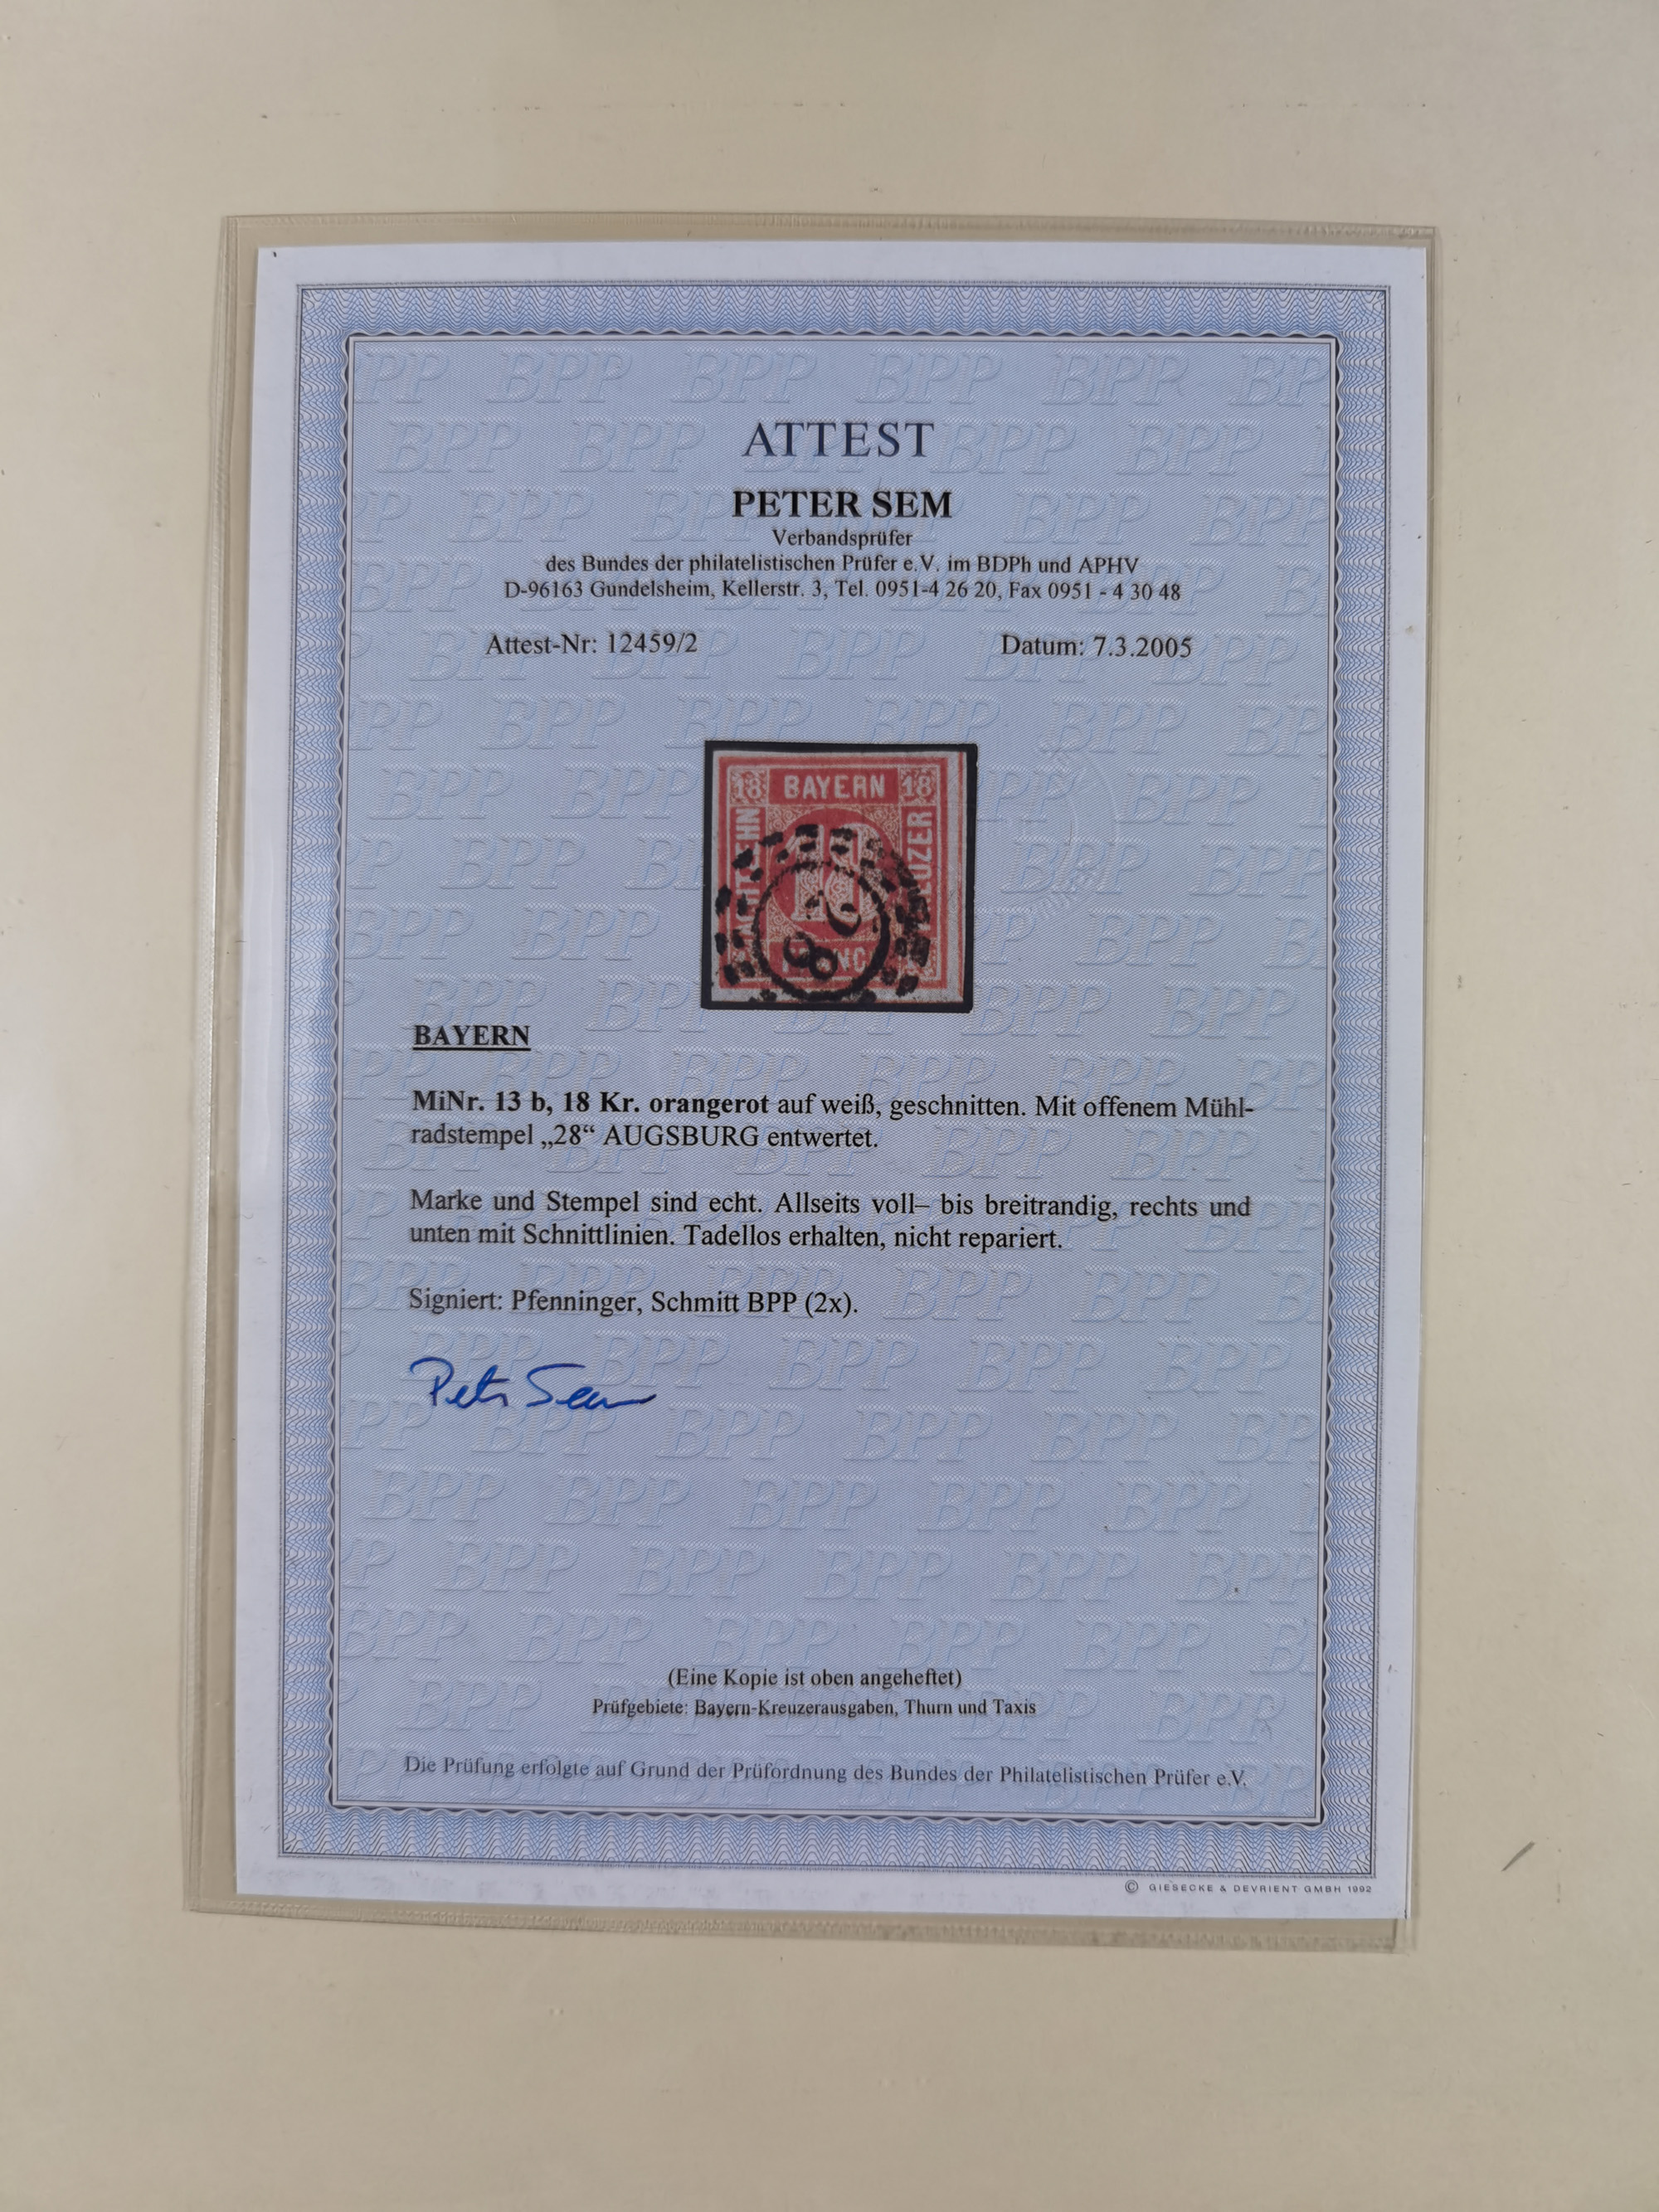 ATTEST
PETER SEM
Verbandsprüfer
des Bundes der philatelistischen Prüfer e.V. im BDPh und APHV
D-96163 Gundelsheim, Kellerstr. 3, Tel. 0951-4 26 20, Fax 0951 - 4 30 48
Attest-Nr: 12459/2 Datum: 7.3.2005
18 BAYERN 18
28
BAYERN
MiNr. 13 b, 18 Kr. orangerot auf weiß, geschnitten. Mit offenem Mühl-
radstempel „28“ AUGSBURG entwertet.
Marke und Stempel sind echt. Allseits voll– bis breitrandig, rechts und
unten mit Schnittlinien. Tadellos erhalten, nicht repariert.
Signiert: Pfenninger, Schmitt BPP (2x).
Peter Sem
(Eine Kopie ist oben angeheftet)
Prüfgebiete: Bayern-Kreuzerausgaben, Thurn und Taxis
Die Prüfung erfolgte auf Grund der Prüfordnung des Bundes der Philatelistischen Prüfer e.V.
© GIESECKE & DEVRIENT GMBH 1992